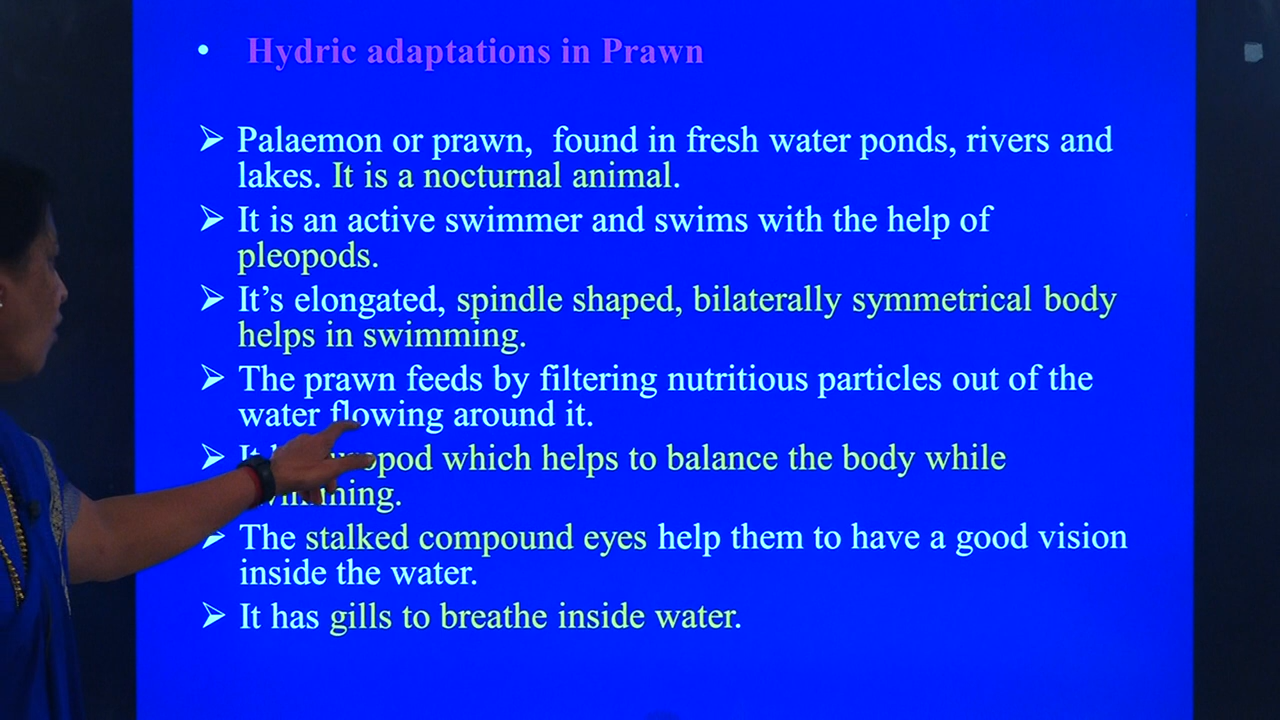 • Hydric adaptations in Prawn
➢ Palaemon or prawn, found in fresh water ponds, rivers and
lakes. It is a nocturnal animal.
➢ It is an active swimmer and swims with the help of
pleopods.
➢ It's elongated, spindle shaped, bilaterally symmetrical body
helps in swimming.
➢ The prawn feeds by filtering nutritious particles out of the
water flowing around it.
➢ It which helps to balance the body while
swimming.
➢ The stalked compound eyes help them to have a good vision
inside the water.
➢ It has gills to breathe inside water.